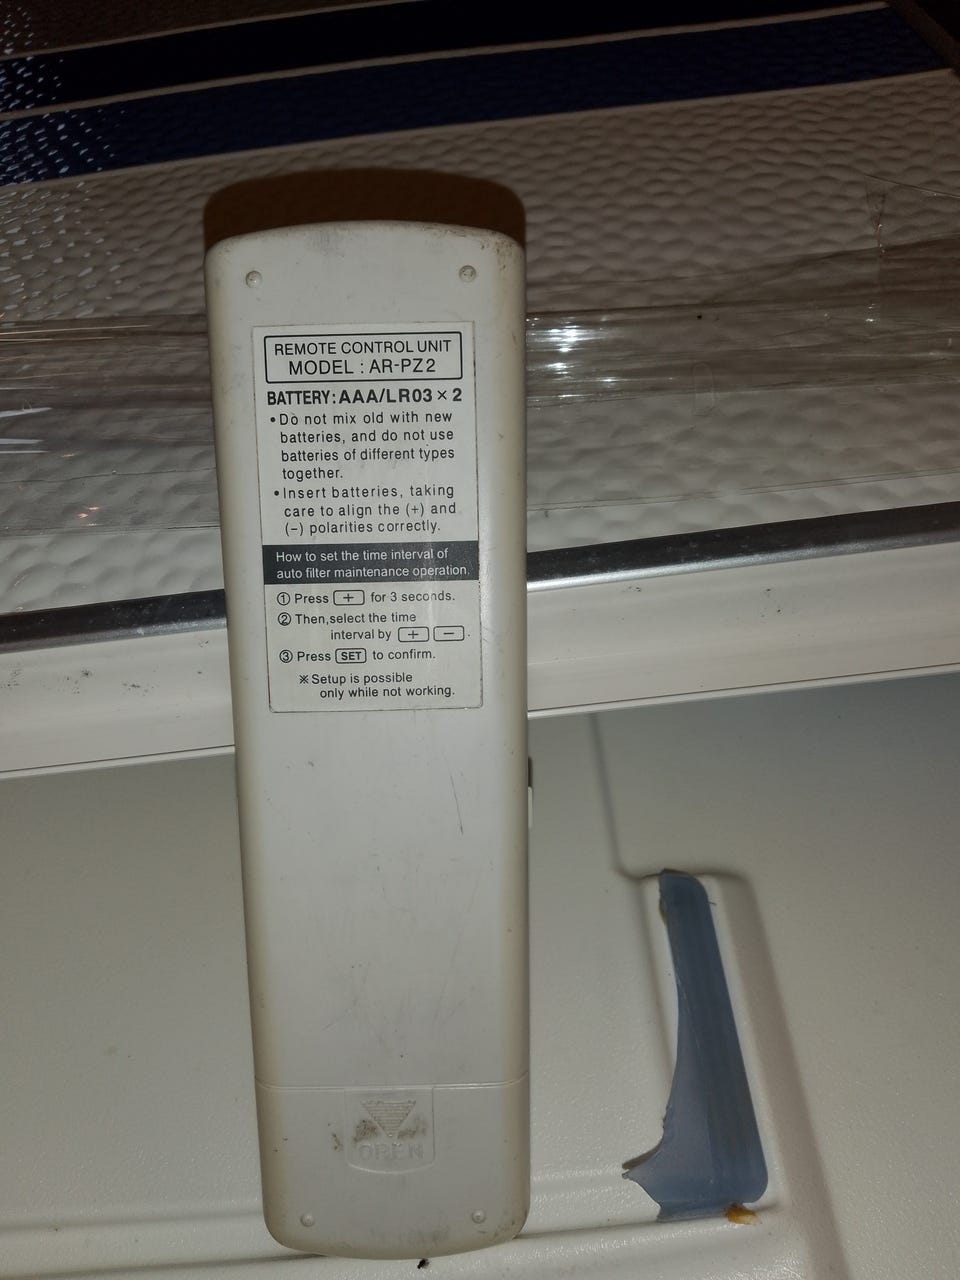 REMOTE CONTROL UNIT
MODEL : AR-PZ2
BATTERY:AAA/LR03×2
•Do not mix old with new
batteries, and do not use
batteries of different types
together.
•Insert batteries, taking
care to align the (+) and
(−) polarities correctly.
How to set the time interval of
auto filter maintenance operation.
① Press + for 3 seconds.
② Then,select the time
interval by + − .
③ Press SET to confirm.
※ Setup is possible
only while not working.
OPEN